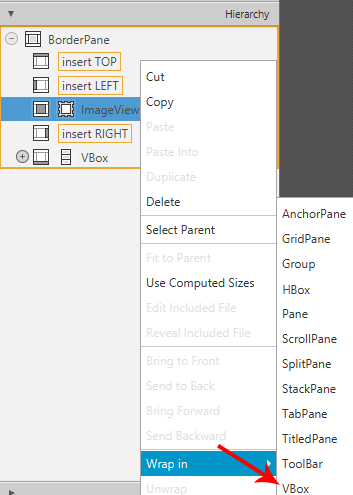 Hierarchy
BorderPane
insert TOP
insert LEFT
ImageView
insert RIGHT
VBox
Cut
Copy
Paste
Paste Into
Duplicate
Delete
Select Parent
Fit to Parent
Use Computed Sizes
Edit Included File
Reveal Included File
Bring to Front
Send to Back
Bring Forward
Send Backward
Wrap in
Unwrap
AnchorPane
GridPane
Group
HBox
Pane
ScrollPane
SplitPane
StackPane
TabPane
TitledPane
ToolBar
VBox